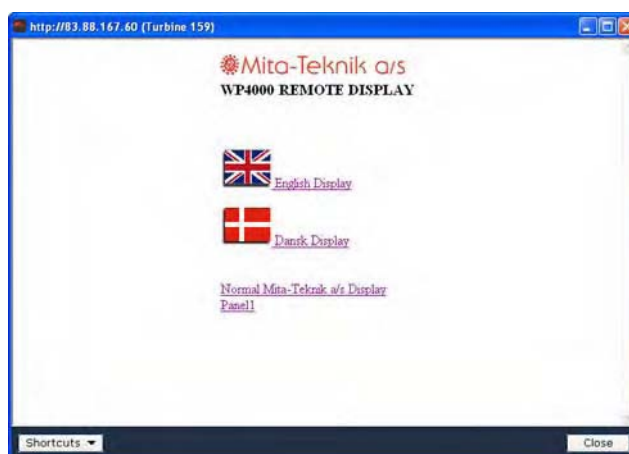 http://83.88.167.60 (Turbine 159)
Mita-Teknik a/s
WP4000 REMOTE DISPLAY
English Display
Dansk Display
Normal Mita-Teknik a/s Display
Panel1
Shortcuts
Close